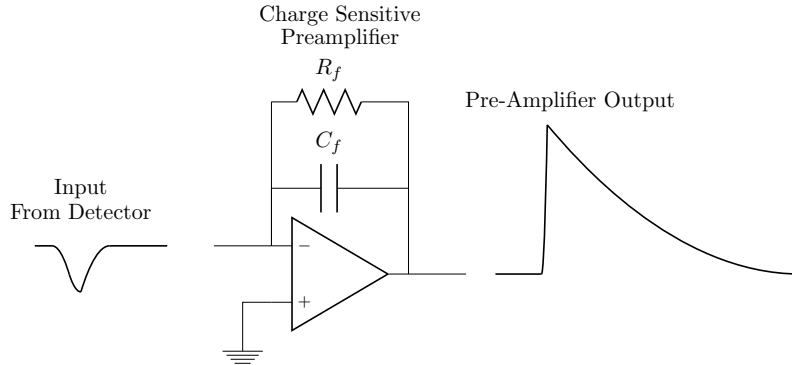 Charge Sensitive
Preamplifier
R_f
Pre-Amplifier Output
C_f
Input
From Detector
−
+